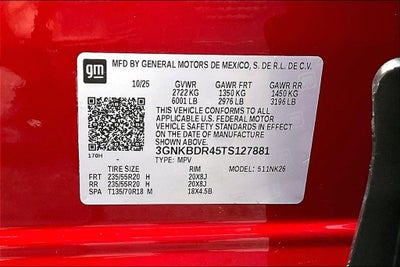 gm
MFD BY GENERAL MOTORS DE MEXICO, S. DE R.L. DE C.V.
10/25 GVWR GAWR FRT GAWR RR
2722 KG 1350 KG 1450 KG
6001 LB 2976 LB 3196 LB
THIS VEHICLE CONFORMS TO ALL
APPLICABLE U.S. FEDERAL MOTOR
VEHICLE SAFETY STANDARDS IN EFFECT
ON THE DATE OF MANUFACTURE
SHOWN ABOVE.
170H 3GNKBDR45TS127881
TYPE: MPV
TIRE SIZE RIM MODEL: 511NK26
FRT 235/55R20 H 20X8J
RR 235/55R20 H 20X8J
SPA T135/70R18 M 18X4.5B